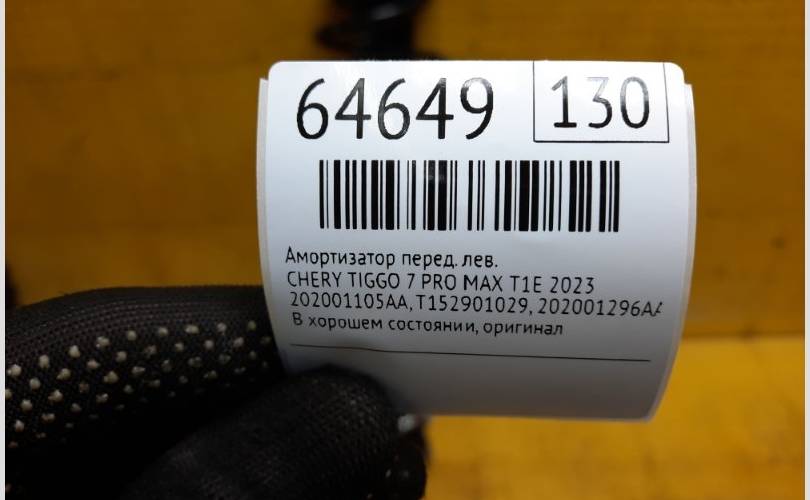 64649 130
Амортизатор перед. лев.
CHERY TIGGO 7 PRO MAX T1E 2023
202001105AA, T152901029, 202001296AA
В хорошем состоянии, оригинал